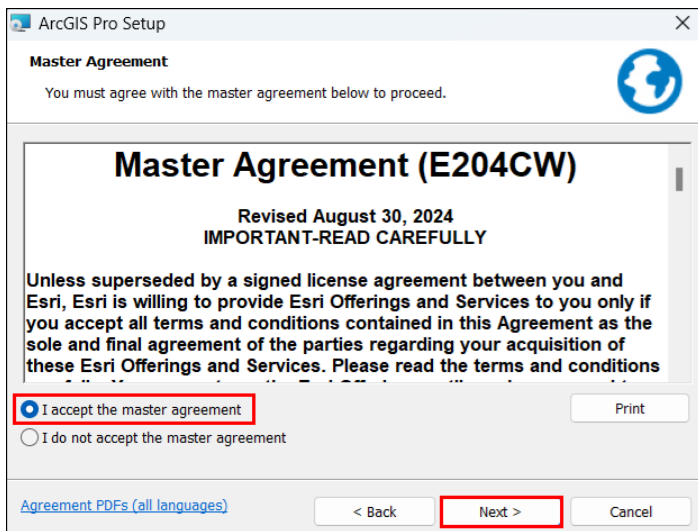 ArcGIS Pro Setup
Master Agreement
You must agree with the master agreement below to proceed.
Master Agreement (E204CW)
Revised August 30, 2024
IMPORTANT-READ CAREFULLY
Unless superseded by a signed license agreement between you and
Esri, Esri is willing to provide Esri Offerings and Services to you only if
you accept all terms and conditions contained in this Agreement as the
sole and final agreement of the parties regarding your acquisition of
these Esri Offerings and Services. Please read the terms and conditions
I accept the master agreement
Print
I do not accept the master agreement
Agreement PDFs (all languages)
< Back
Next >
Cancel